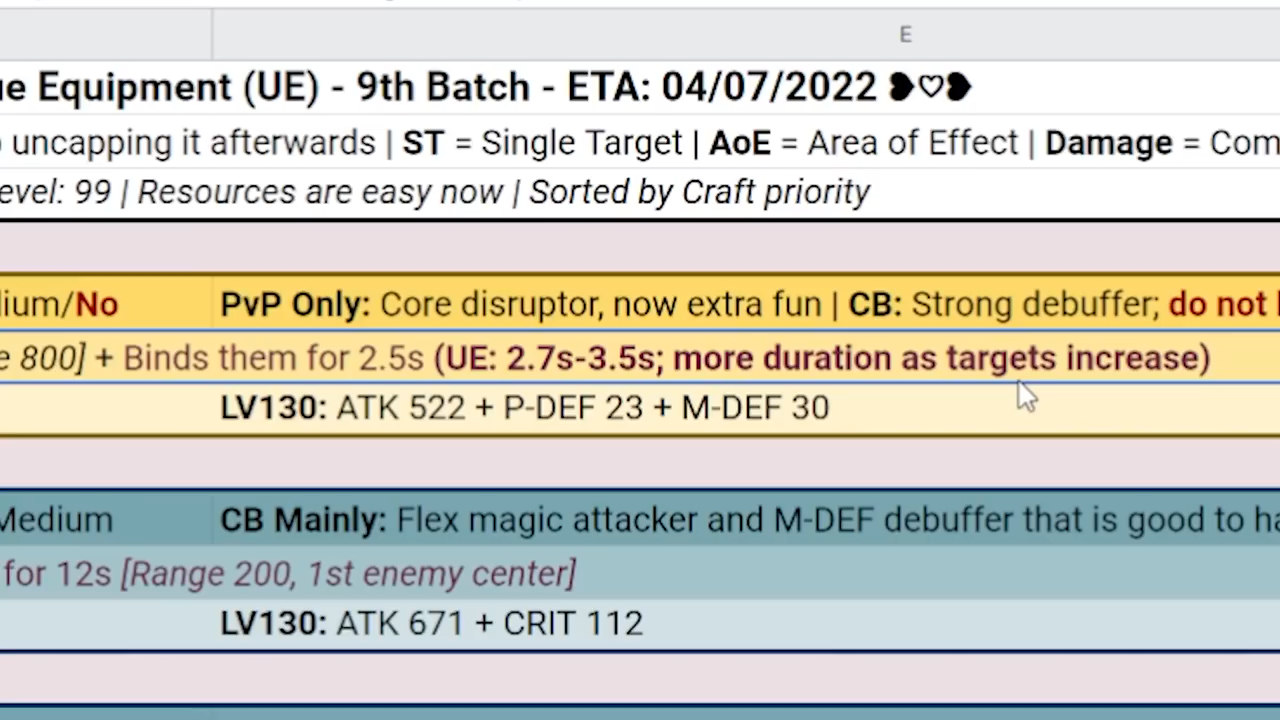 E
Equipment (UE) - 9th Batch - ETA: 04/07/2022 ❥♡❥
uncapping it afterwards | ST = Single Target | AoE = Area of Effect | Damage = Com
evel: 99 | Resources are easy now | Sorted by Craft priority
ium/No PvP Only: Core disruptor, now extra fun | CB: Strong debuffer; do not
800] + Binds them for 2.5s (UE: 2.7s-3.5s; more duration as targets increase)
LV130: ATK 522 + P-DEF 23 + M-DEF 30
Medium CB Mainly: Flex magic attacker and M-DEF debuffer that is good to ha
for 12s [Range 200, 1st enemy center]
LV130: ATK 671 + CRIT 112